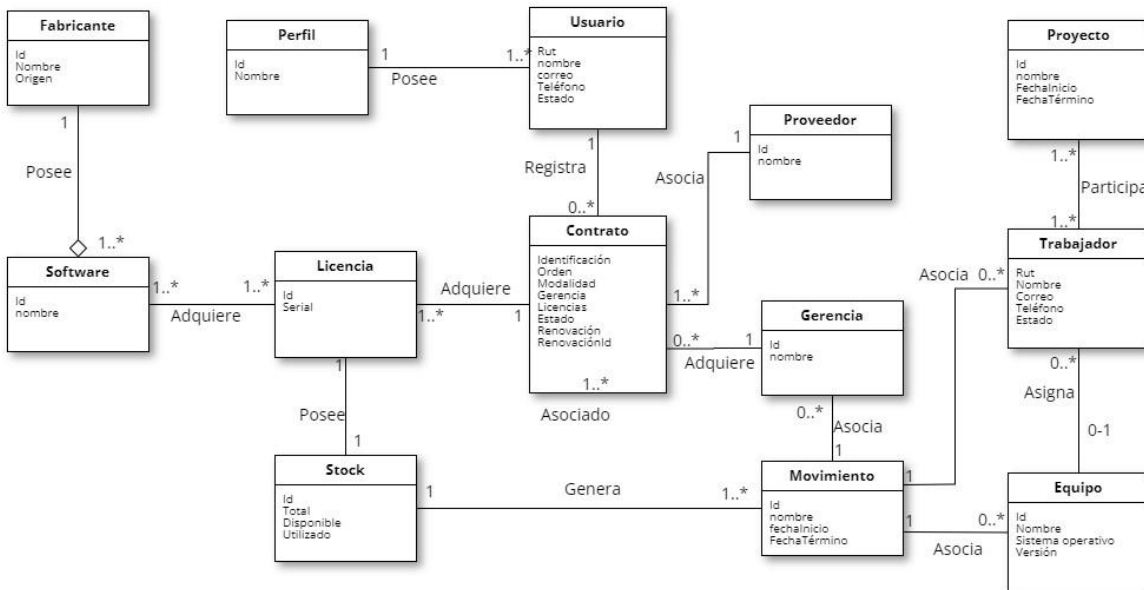 Fabricante
Id
Nombre
Origen
1
Posee
1..*
Software
Id
nombre
1..*
Adquiere
1..*
Perfil
Id
Nombre
1
Posee
1..*
Usuario
Rut
nombre
correo
Teléfono
Estado
1
Registra
0..*
Contrato
Identificación
Orden
Modalidad
Gerencia
Licencias
Estado
Renovación
RenovaciónId
1..*
Asociado
Licencia
Id
Serial
Adquiere
1..*
1
1
Posee
1
Stock
Id
Total
Disponible
Utilizado
1
Genera
1..*
Proveedor
Id
nombre
1
Asocia
1..*
Gerencia
Id
nombre
0..*
1
Adquiere
0..*
Asocia
1
Movimiento
Id
nombre
fechaInicio
FechaTérmino
1
Asocia
0..*
1
Asocia
0..*
Proyecto
Id
nombre
FechaInicio
FechaTérmino
1..*
Participa
1..*
Trabajador
Rut
Nombre
Correo
Teléfono
Estado
0..*
Asigna
0-1
Equipo
Id
Nombre
Sistema operativo
Versión